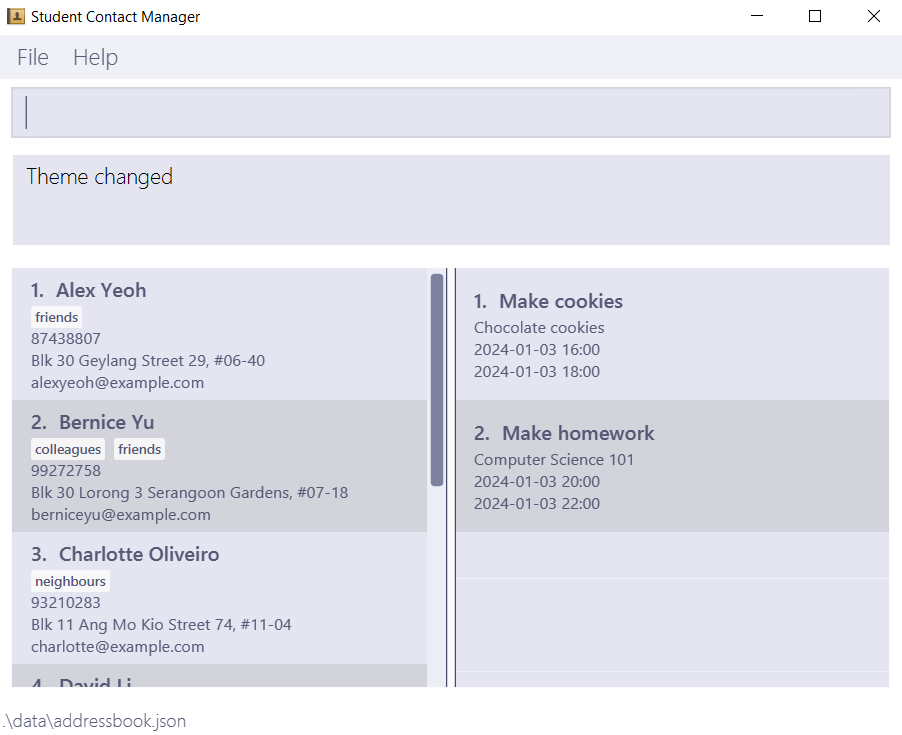 Student Contact Manager
File Help
Theme changed
1. Alex Yeoh
friends
87438807
Blk 30 Geylang Street 29, #06-40
alexyeoh@example.com
2. Bernice Yu
colleagues friends
99272758
Blk 30 Lorong 3 Serangoon Gardens, #07-18
berniceyu@example.com
3. Charlotte Oliveiro
neighbours
93210283
Blk 11 Ang Mo Kio Street 74, #11-04
charlotte@example.com
4. David Li
1. Make cookies
Chocolate cookies
2024-01-03 16:00
2024-01-03 18:00
2. Make homework
Computer Science 101
2024-01-03 20:00
2024-01-03 22:00
.\data\addressbook.json